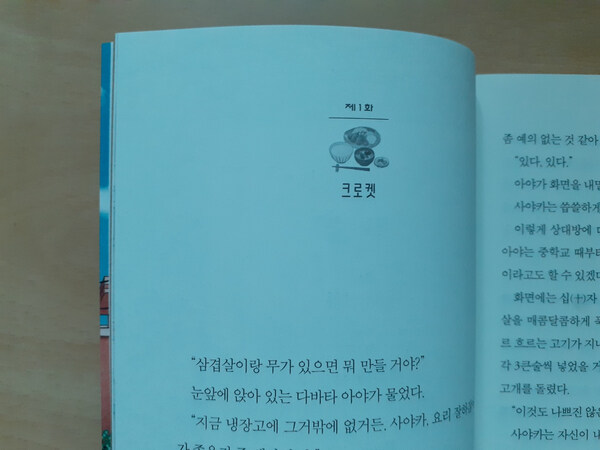 제1화
크로켓
“삼겹살이랑 무가 있으면 뭐 만들 거야?”
눈앞에 앉아 있는 다바타 아야가 물었다.
“지금 냉장고에 그거밖에 없거든. 사야카, 요리 잘하잖아
좀 예의 없는 것 같아
“있다, 있다.”
아야가 화면을 내밀
사야카는 씁쓸하게
이렇게 상대방에 다
아야는 중학교 때부터
이라고도 할 수 있겠다
화면에는 십(十)자
살을 매콤달콤하게 푹
르 흐르는 고기가 지나
각 3큰술씩 넣었을 거
고개를 돌렸다.
“이것도 나쁘진 않은
사야카는 자신이 내